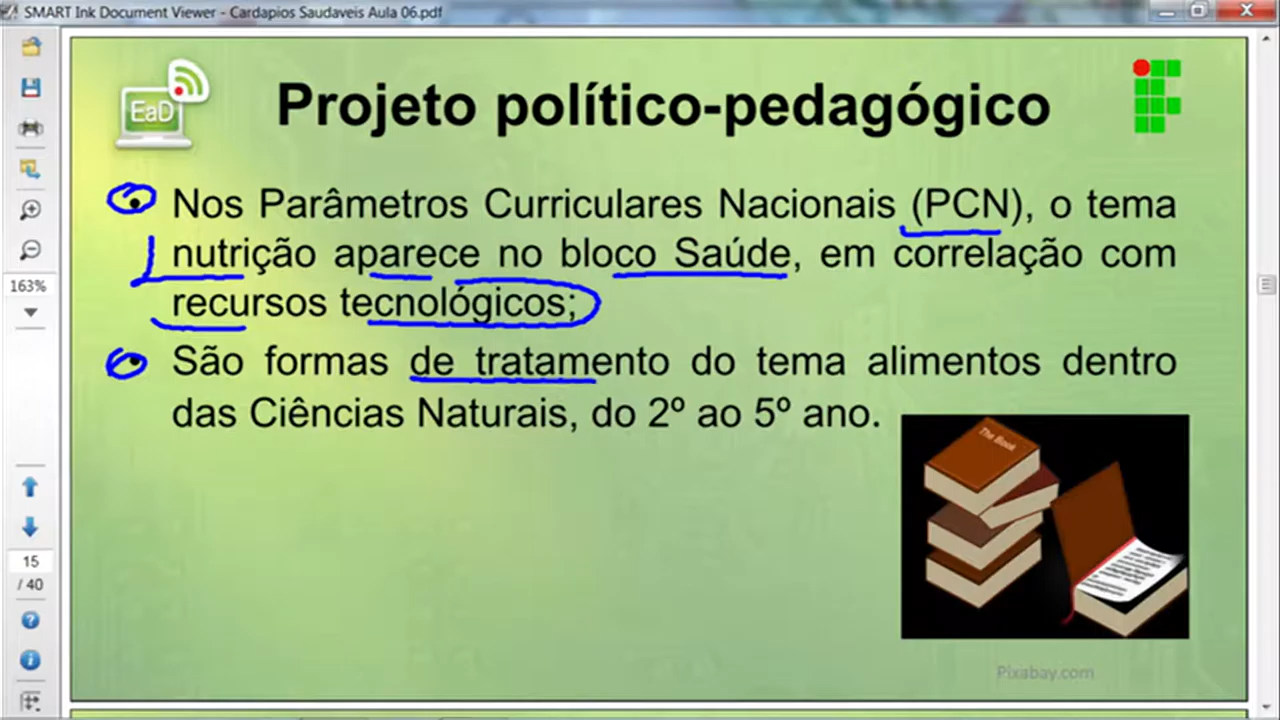 SMART Ink Document Viewer - Cardapios Saudaveis Aula 06.pdf
EaD
Projeto político-pedagógico
Nos Parâmetros Curriculares Nacionais (PCN), o tema
nutrição aparece no bloco Saúde, em correlação com
recursos tecnológicos;
São formas de tratamento do tema alimentos dentro
das Ciências Naturais, do 2º ao 5º ano.
163%
The Book
15
/ 40
Pixabay.com